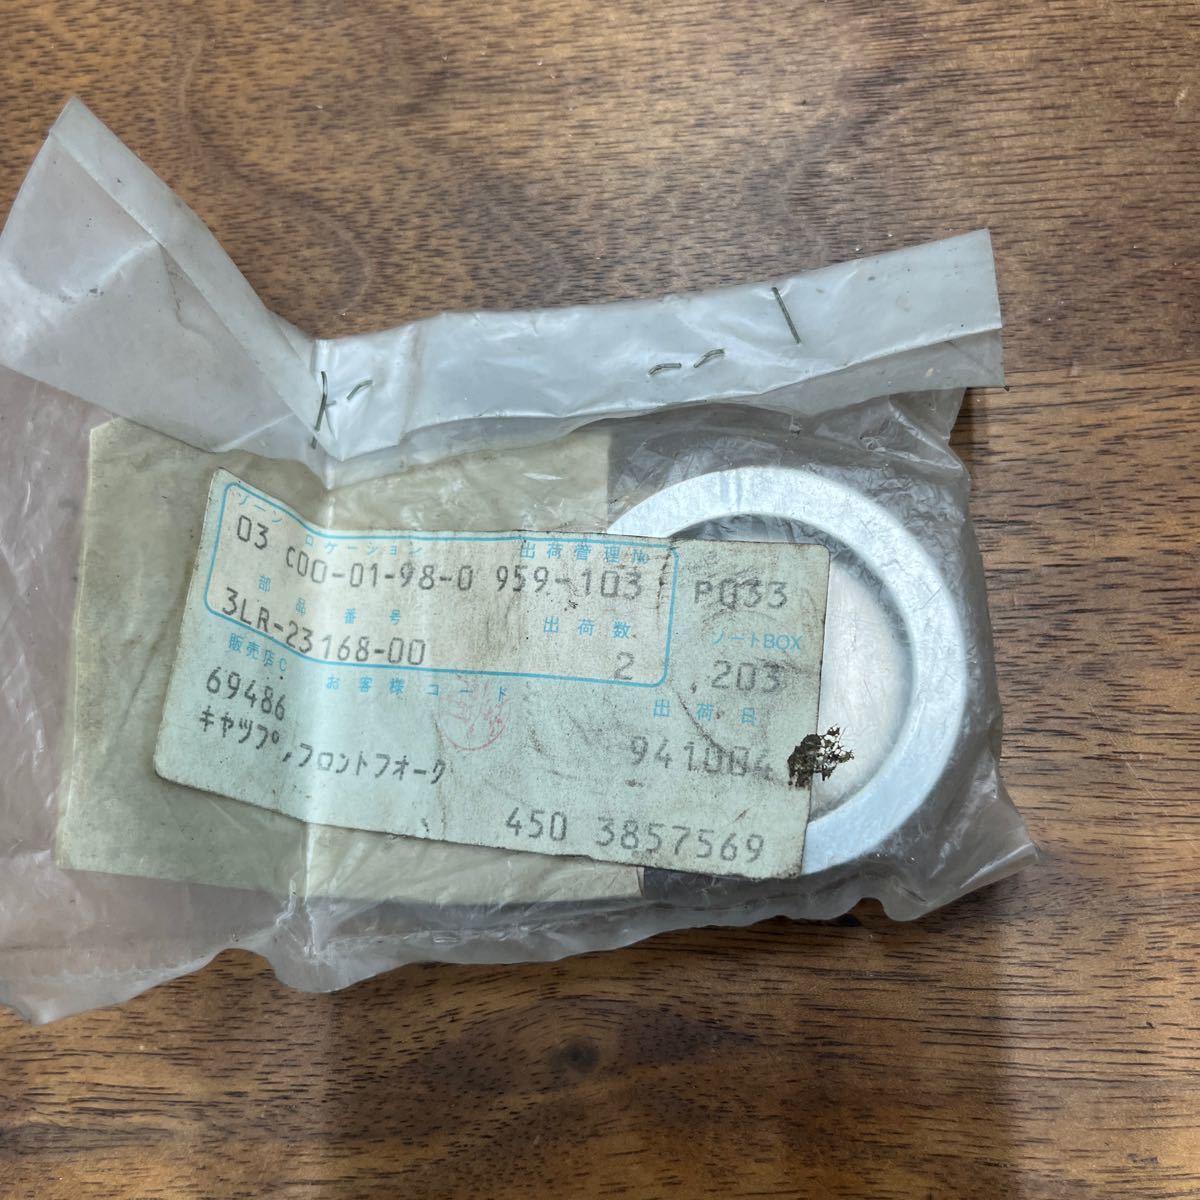 ゾーン ロケーション 出荷管理No
03 C00-01-98-0 959-103 P033
部品番号 出荷数 ノートBOX
3LR-23168-00 2 203
販売店C お客様コード 出荷日
69486 941004
キヤツプ,フロントフオーク
450 3857569